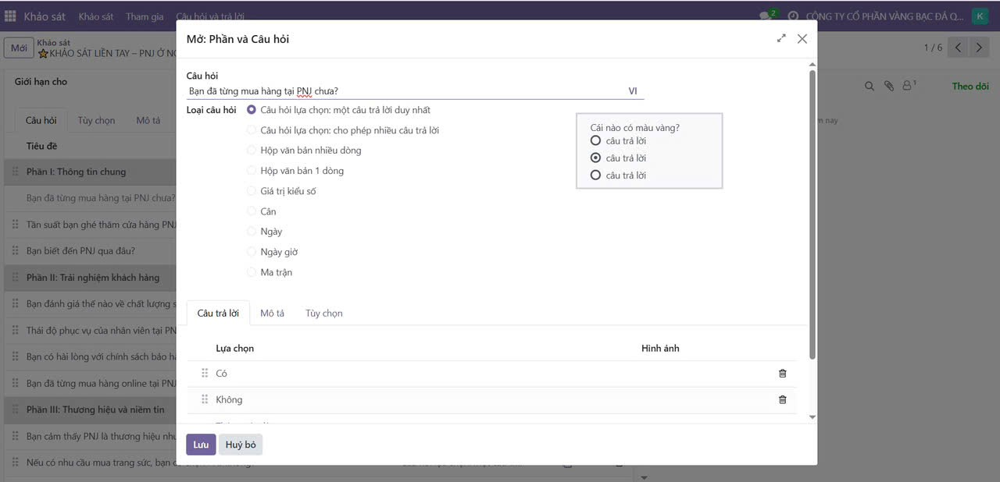 Khảo sát Khảo sát Tham gia Câu hỏi và trả lời 2 CÔNG TY CỔ PHẦN VÀNG BẠC ĐÁ Q... K
Mới Khảo sát
KHẢO SÁT LIỀN TAY – PNJ Ở NG
1 / 6
Mở: Phần và Câu hỏi
Giới hạn cho
Theo dõi
1
m nay
Câu hỏi Tùy chọn Mô tả
Tiêu đề
Phần I: Thông tin chung
Bạn đã từng mua hàng tại PNJ chưa?
Tần suất bạn ghé thăm cửa hàng PNJ
Bạn biết đến PNJ qua đâu?
Phần II: Trải nghiệm khách hàng
Bạn đánh giá thế nào về chất lượng s
Thái độ phục vụ của nhân viên tại PN
Bạn có hài lòng với chính sách bảo hà
Bạn đã từng mua hàng online tại PNJ
Phần III: Thương hiệu và niềm tin
Bạn cảm thấy PNJ là thương hiệu như
Nếu có nhu cầu mua trang sức, bạn c
Câu hỏi
Bạn đã từng mua hàng tại PNJ chưa? VI
Loại câu hỏi
Câu hỏi lựa chọn: một câu trả lời duy nhất
Câu hỏi lựa chọn: cho phép nhiều câu trả lời
Hộp văn bản nhiều dòng
Hộp văn bản 1 dòng
Giá trị kiểu số
Cân
Ngày
Ngày giờ
Ma trận
Cái nào có màu vàng?
câu trả lời
câu trả lời
câu trả lời
Câu trả lời Mô tả Tùy chọn
Lựa chọn Hình ảnh
Có
Không
Lưu Huỷ bỏ